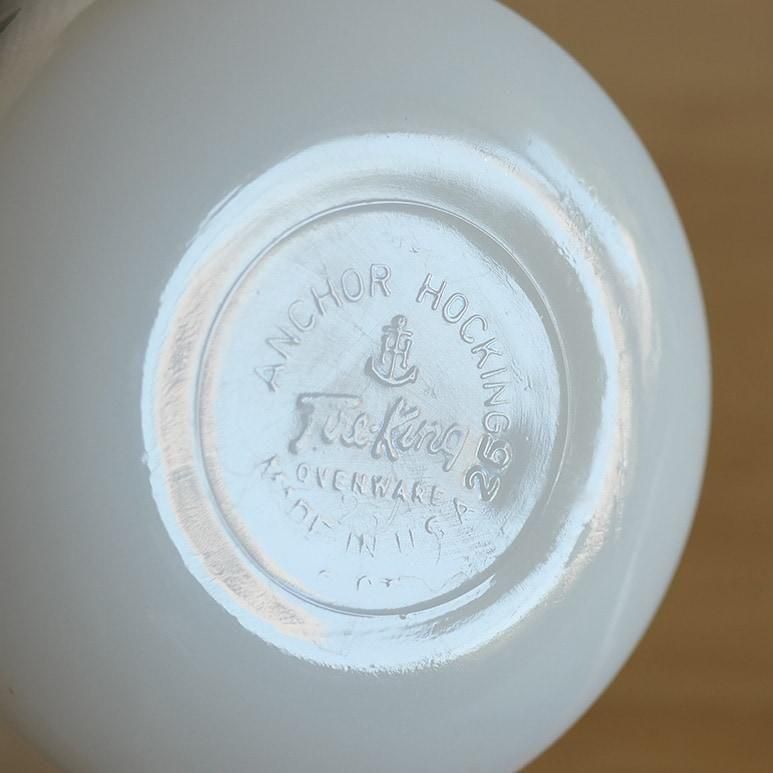 ANCHOR HOCKING
Fire-King
OVENWARE
25
MADE IN U S A